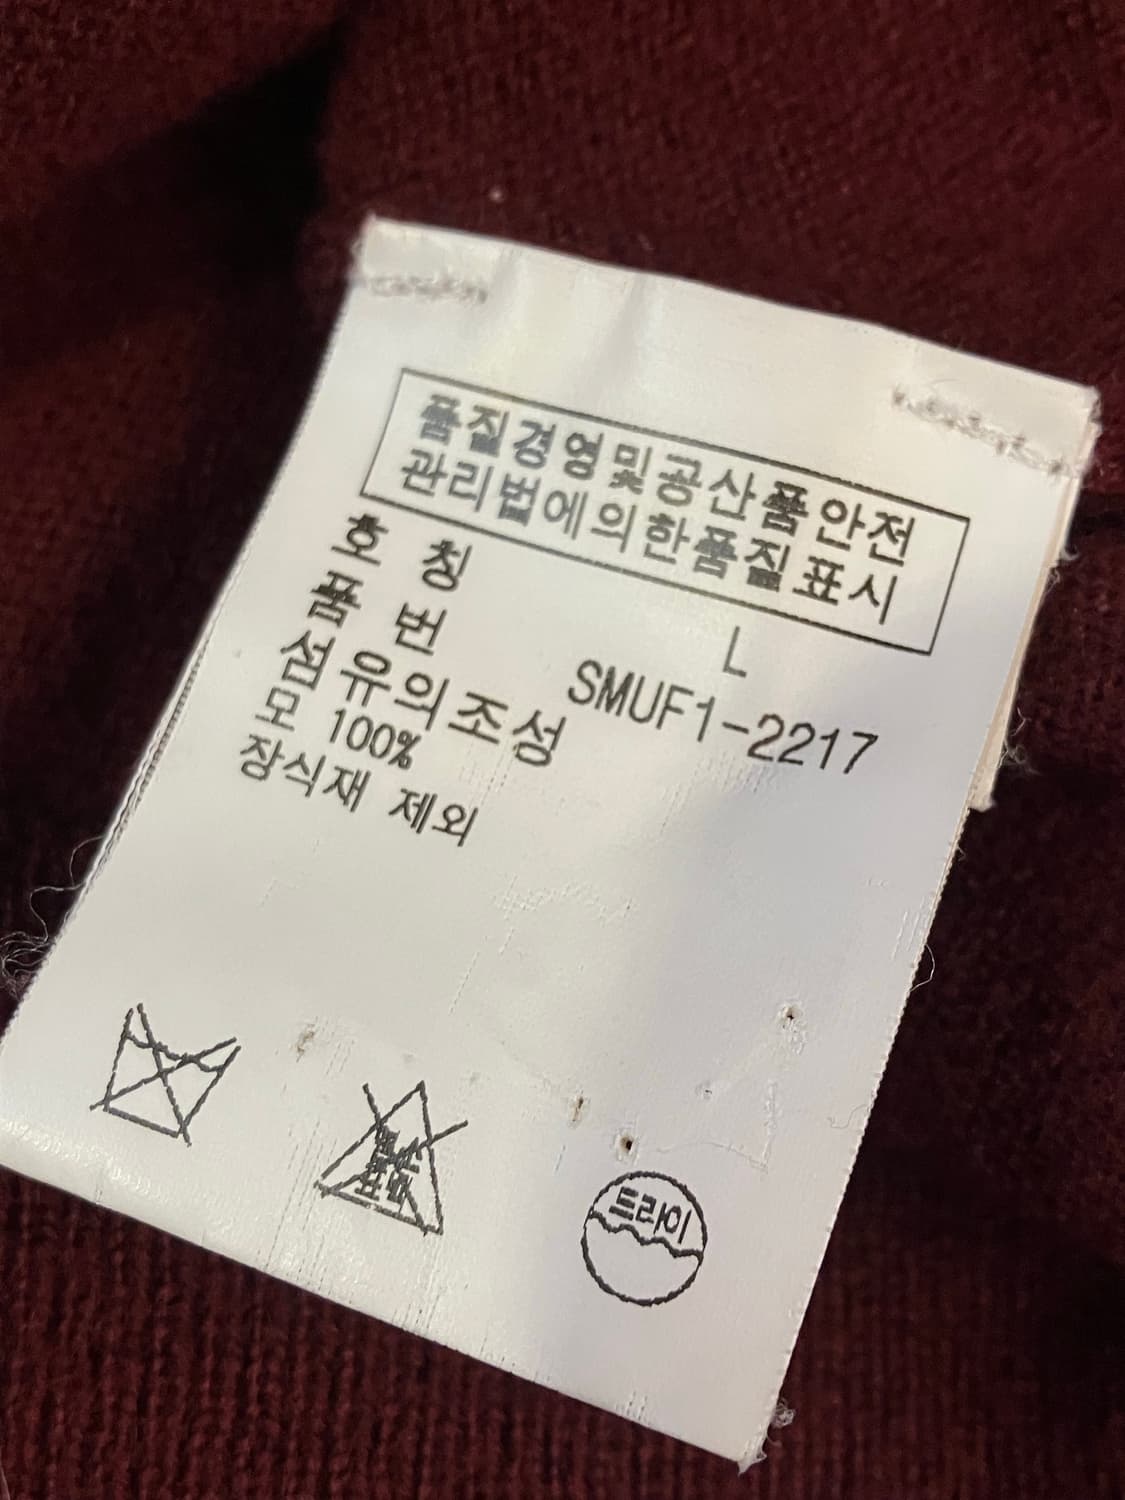 품질경영및공산품안전
관리법에의한품질표시
호 칭 L
품 번 SMUF1-2217
섬유의조성
모 100%
장식재 제외
드라이